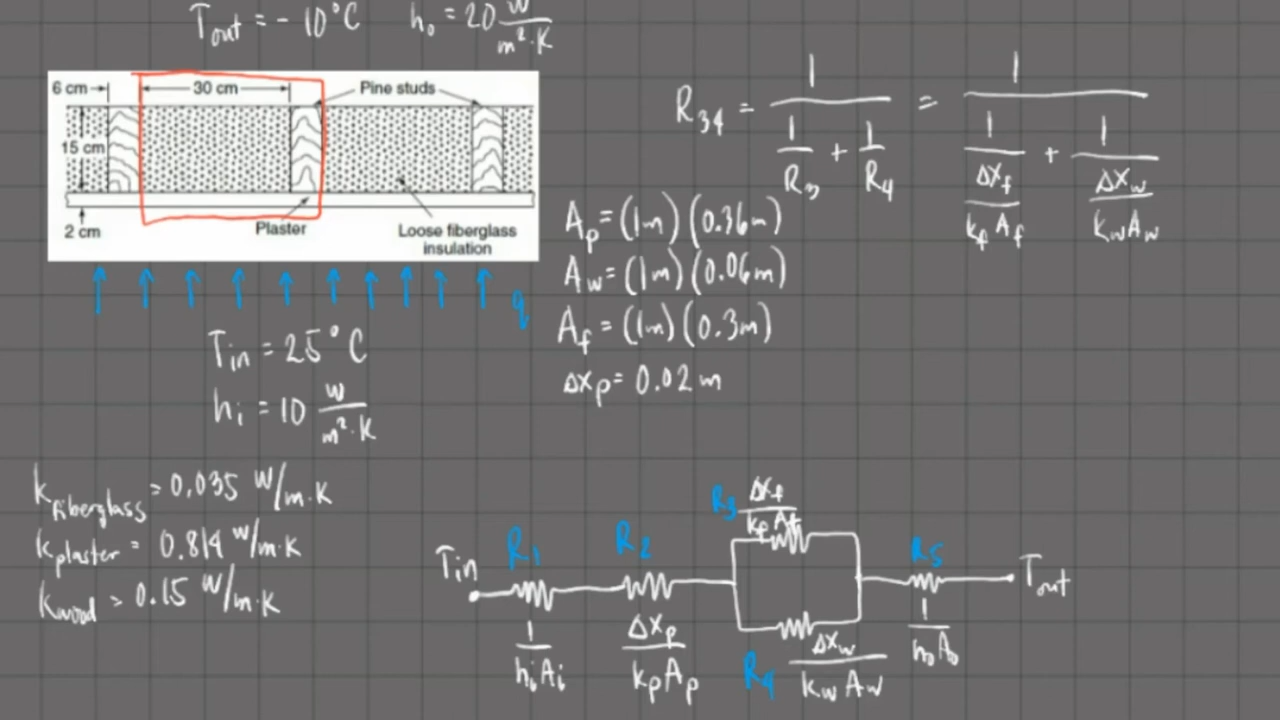 T_out = - 10°C    h_o = 20 W/m²·K
6 cm
30 cm
Pine studs
15 cm
2 cm
Plaster
Loose fiberglass
insulation
q
T_in = 25°C
h_i = 10 W/m²·K
k_fiberglass = 0.035 W/m·K
k_plaster = 0.814 W/m·K
k_wood = 0.15 W/m·K
R_34 = 1/(1/R_3 + 1/R_4) = 1/(1/(Δx_f/(k_f A_f)) + 1/(Δx_w/(k_w A_w)))
A_p = (1m)(0.36m)
A_w = (1m)(0.06m)
A_f = (1m)(0.3m)
Δx_p = 0.02 m
T_in
R_1
1/(h_i A_i)
R_2
Δx_p/(k_p A_p)
R_3 Δx_f/(k_f A_f)
R_4 Δx_w/(k_w A_w)
R_5
1/(h_o A_o)
T_out